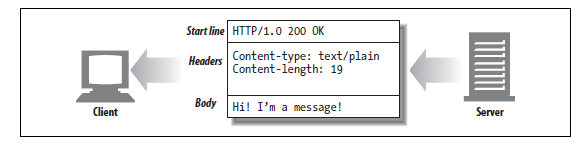 Start line HTTP/1.0 200 OK
Headers Content-type: text/plain
Content-length: 19
Body Hi! I'm a message!
Client
Server